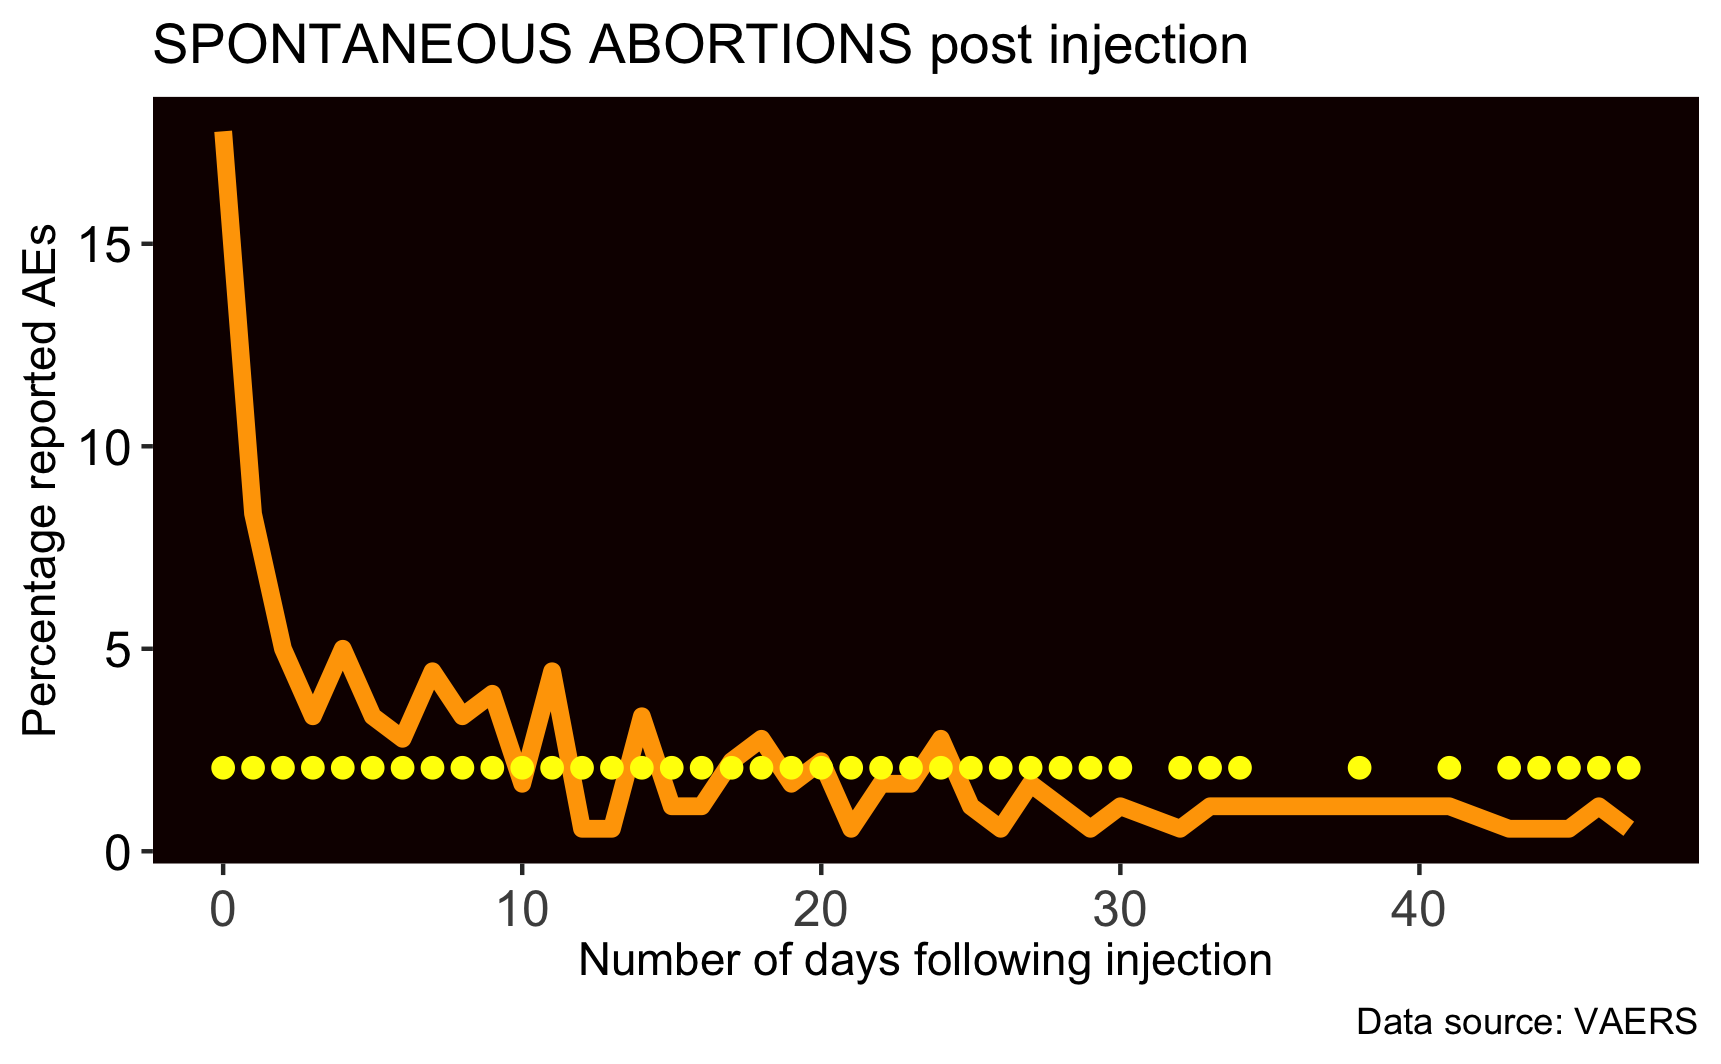 SPONTANEOUS ABORTIONS post injection
Percentage reported AEs
15
10
5
0
0 10 20 30 40
Number of days following injection
Data source: VAERS